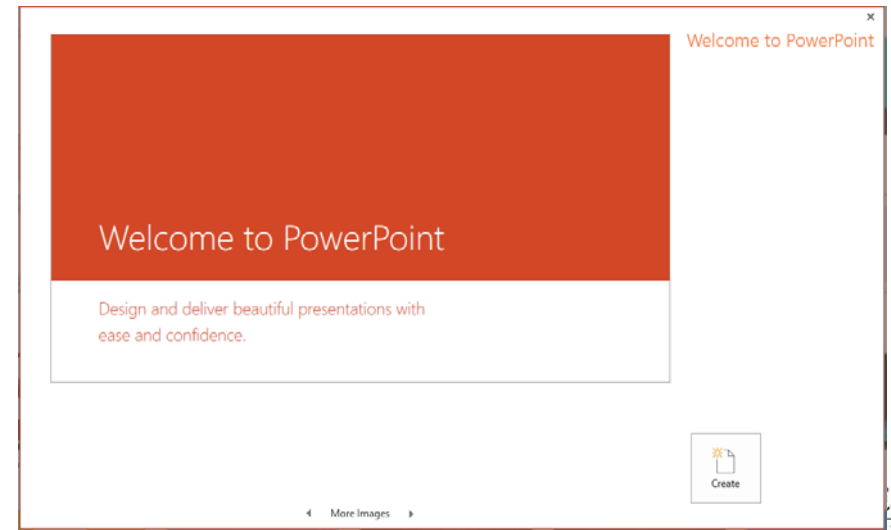 Welcome to PowerPoint
Welcome to PowerPoint
Design and deliver beautiful presentations with
ease and confidence.
Create
More Images